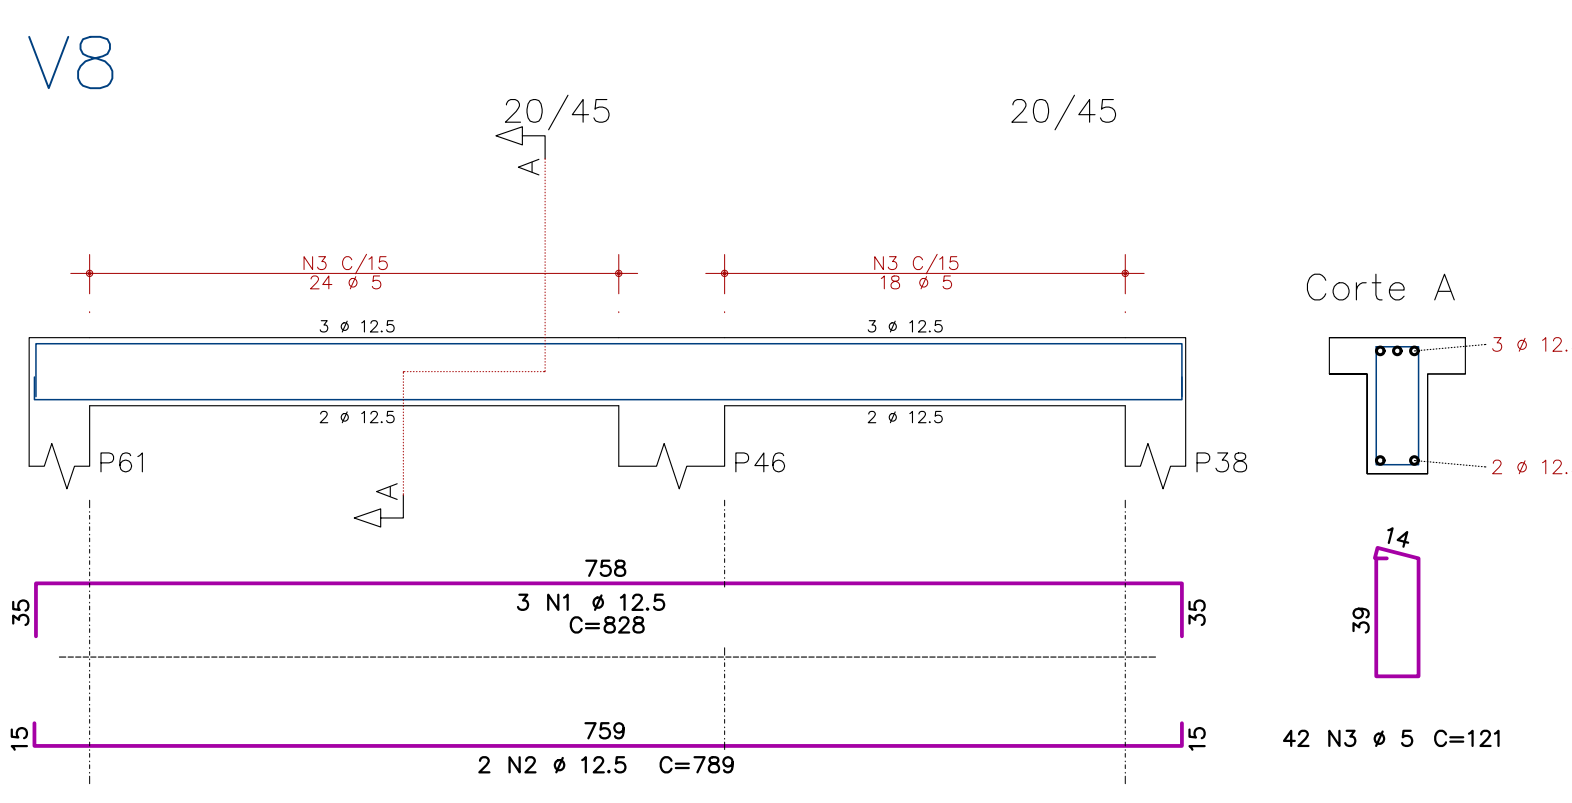 V8
20/45
20/45
A
N3 C/15
24 ø 5
N3 C/15
18 ø 5
Corte A
3 ø 12.5
3 ø 12.5
3 ø 12.
2 ø 12.5
2 ø 12.5
P61
P46
P38
2 ø 12.
A
14
758
35
3 N1 ø 12.5
35
39
C=828
15
759
15
42 N3 ø 5 C=121
2 N2 ø 12.5 C=789